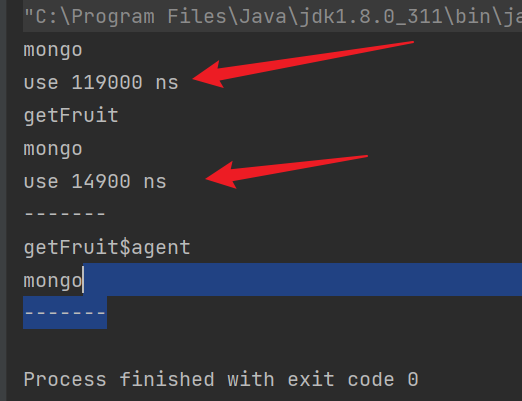 "C:\Program Files\Java\jdk1.8.0_311\bin\ja
mongo
use 119000 ns
getFruit
mongo
use 14900 ns
-------
getFruit$agent
mongo
-------
Process finished with exit code 0